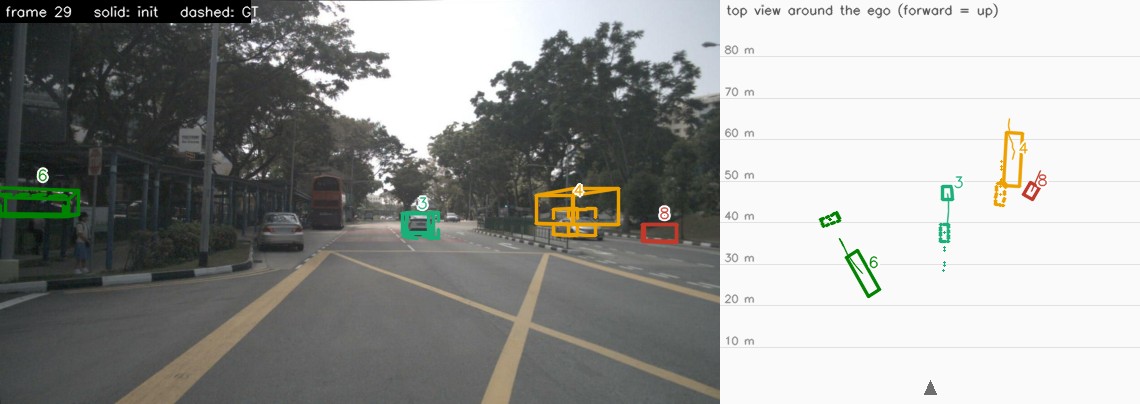 frame 29 solid: init dashed: GT
6
3
4
8
top view around the ego (forward = up)
80 m
70 m
60 m
50 m
40 m
30 m
20 m
10 m
4
3
8
6